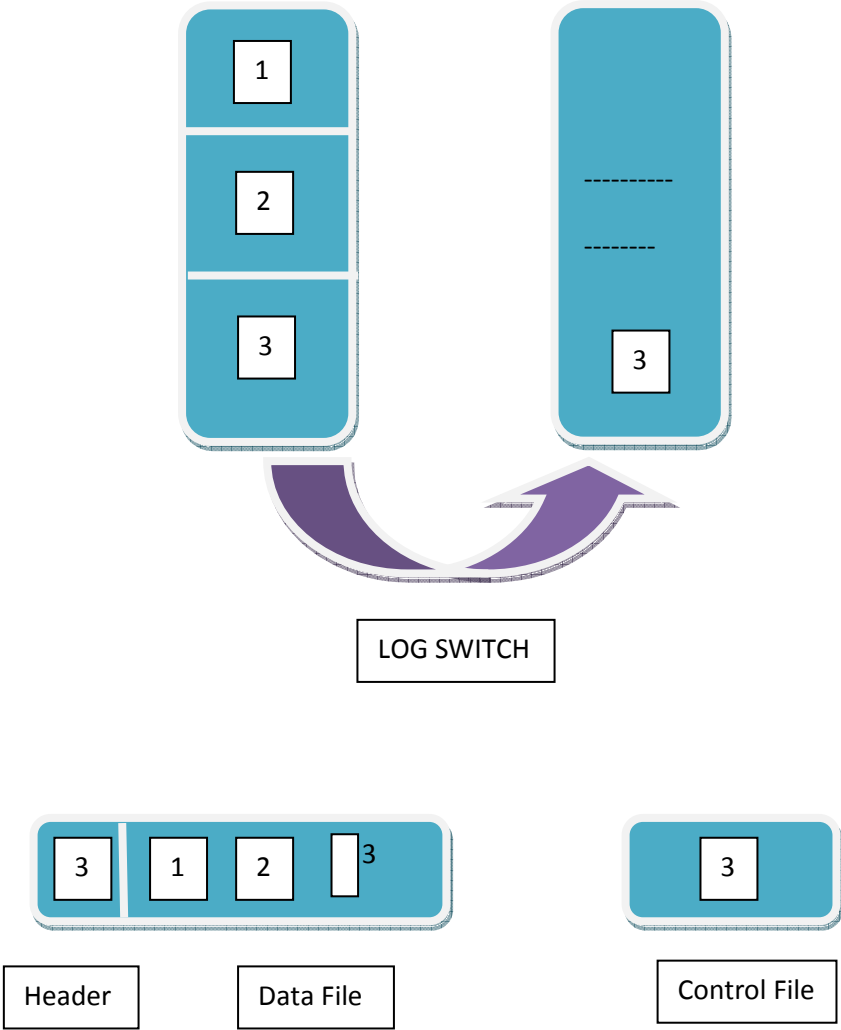 1
2
3
----------
--------
3
LOG SWITCH
3 1 2 3
3
Header
Data File
Control File